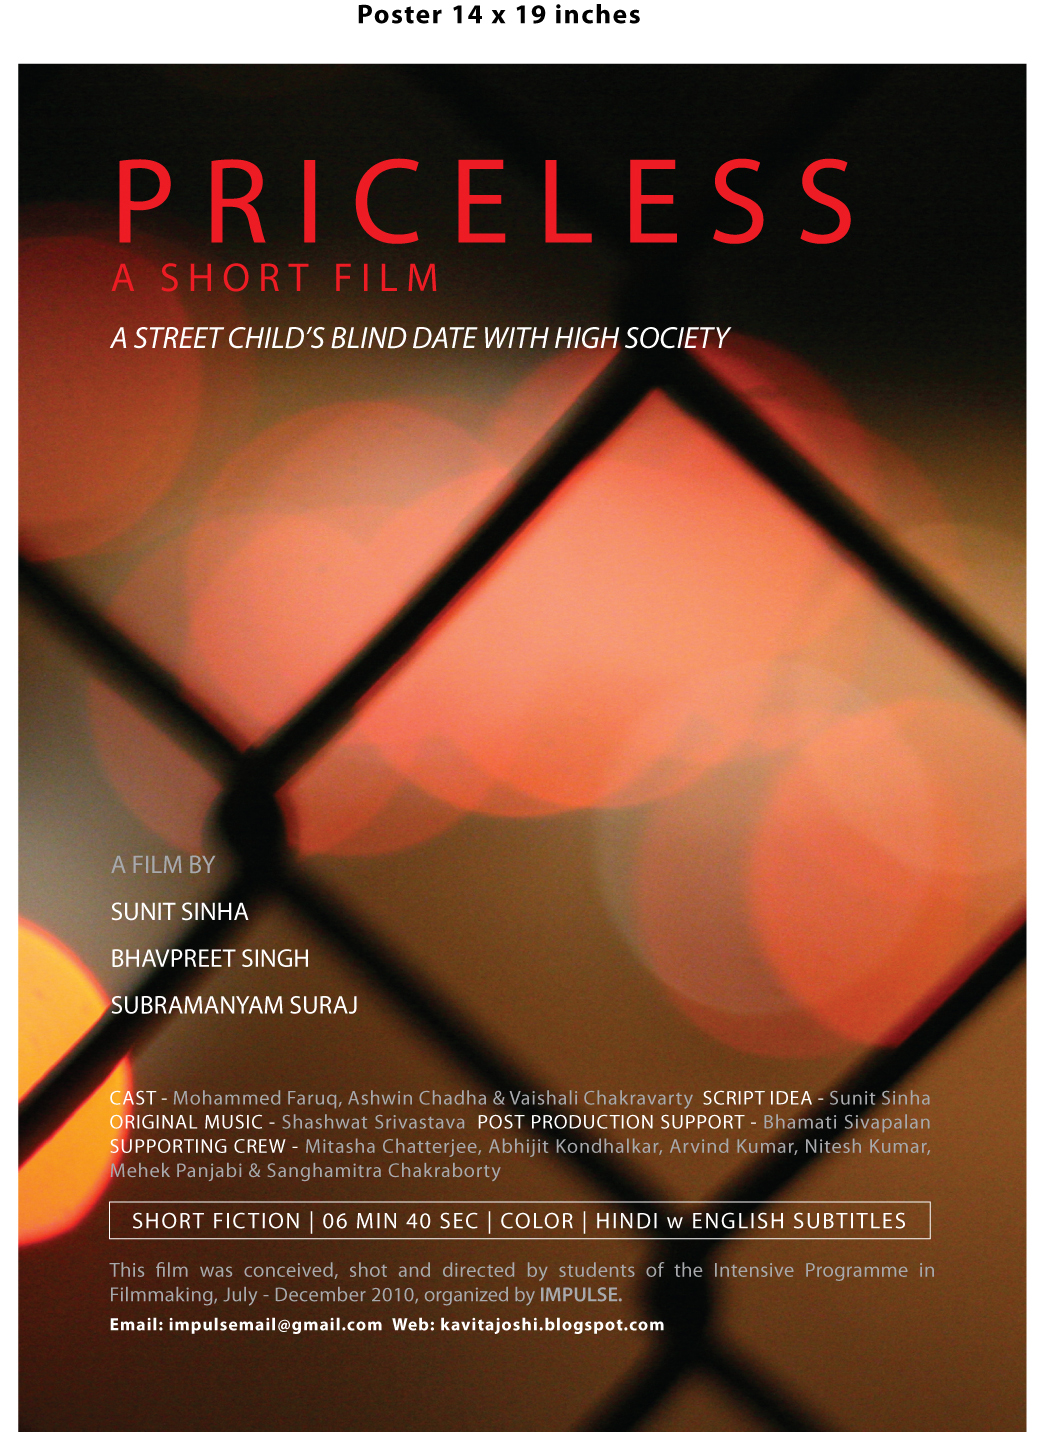 Poster 14 x 19 inches
PRICELESS
A SHORT FILM
A STREET CHILD'S BLIND DATE WITH HIGH SOCIETY
A FILM BY
SUNIT SINHA
BHAVPREET SINGH
SUBRAMANYAM SURAJ
CAST - Mohammed Faruq, Ashwin Chadha & Vaishali Chakravarty SCRIPT IDEA - Sunit Sinha
ORIGINAL MUSIC - Shashwat Srivastava POST PRODUCTION SUPPORT - Bhamati Sivapalan
SUPPORTING CREW - Mitasha Chatterjee, Abhijit Kondhalkar, Arvind Kumar, Nitesh Kumar,
Mehek Panjabi & Sanghamitra Chakraborty
SHORT FICTION | 06 MIN 40 SEC | COLOR | HINDI w ENGLISH SUBTITLES
This film was conceived, shot and directed by students of the Intensive Programme in
Filmmaking, July - December 2010, organized by IMPULSE.
Email: impulsemail@gmail.com Web: kavitajoshi.blogspot.com